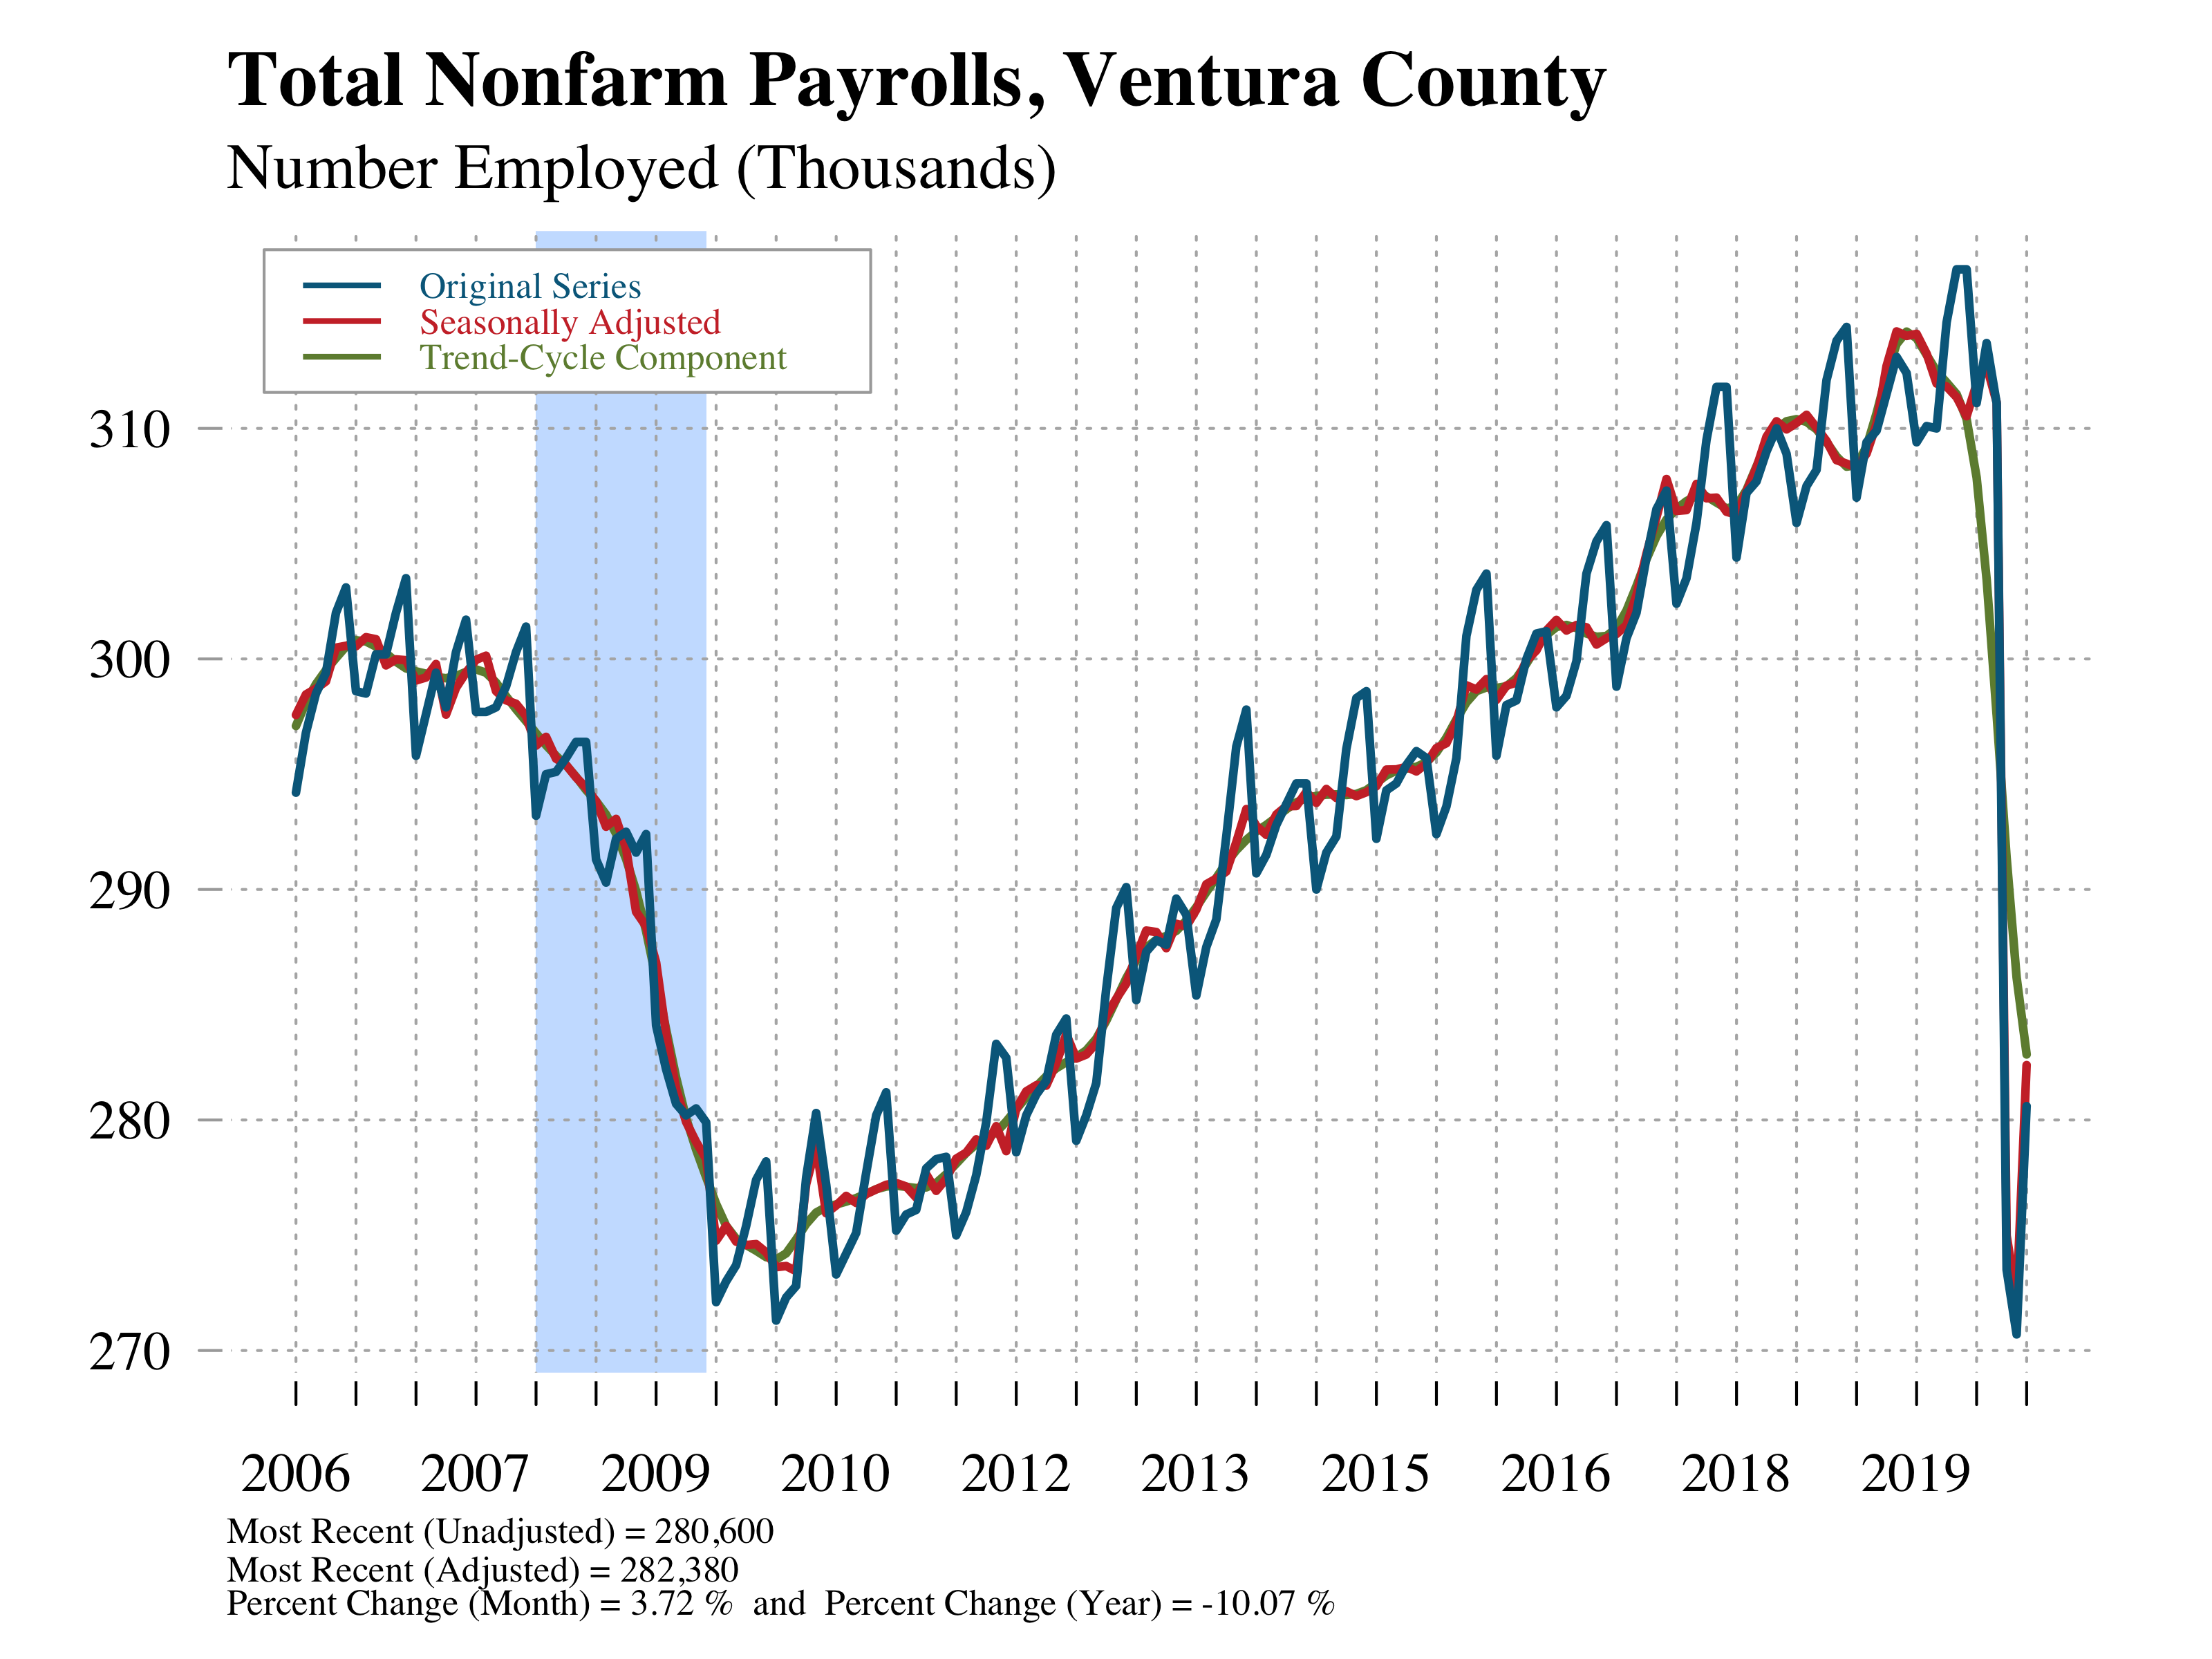 Total Nonfarm Payrolls, Ventura County
Number Employed (Thousands)
Original Series
Seasonally Adjusted
Trend-Cycle Component
310
300
290
280
270
2006 2007 2009 2010 2012 2013 2015 2016 2018 2019
Most Recent (Unadjusted) = 280,600
Most Recent (Adjusted) = 282,380
Percent Change (Month) = 3.72 % and Percent Change (Year) = -10.07 %